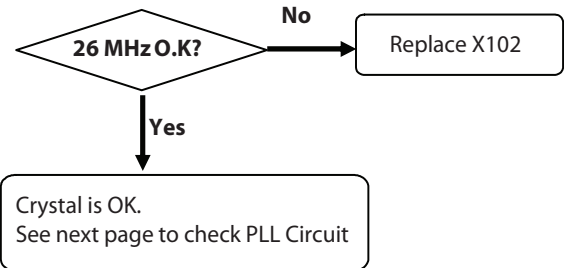 No
26 MHz O.K?
Replace X102
Yes
Crystal is OK.
See next page to check PLL Circuit